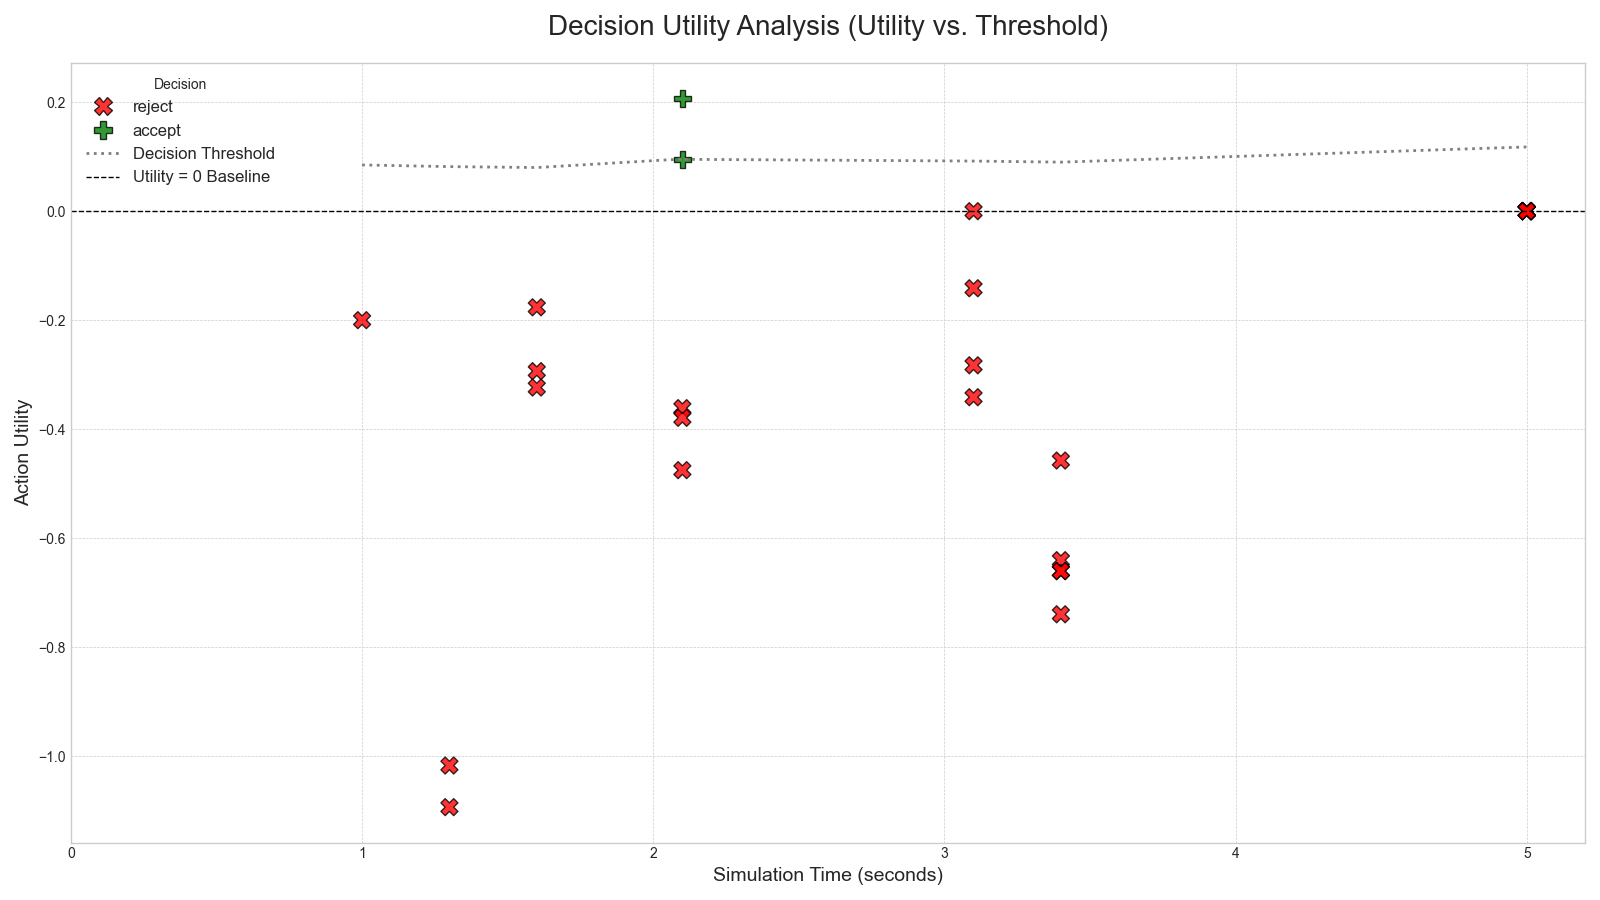 Decision Utility Analysis (Utility vs. Threshold)
Decision
reject
accept
Decision Threshold
Utility = 0 Baseline
Action Utility
0.2
0.0
−0.2
−0.4
−0.6
−0.8
−1.0
0
1
2
3
4
5
Simulation Time (seconds)